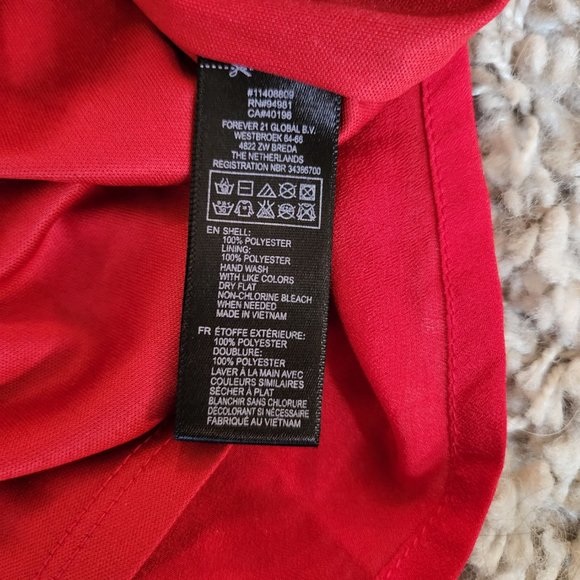 #11408809
RN#94981
CA#40198
FOREVER 21 GLOBAL B.V.
WESTBROEK 64-66
4822 ZW BREDA
THE NETHERLANDS
REGISTRATION NBR 34396700
EN SHELL:
100% POLYESTER
LINING:
100% POLYESTER
HAND WASH
WITH LIKE COLORS
DRY FLAT
NON-CHLORINE BLEACH
WHEN NEEDED
MADE IN VIETNAM
FR ÉTOFFE EXTÉRIEURE:
100% POLYESTER
DOUBLURE:
100% POLYESTER
LAVER À LA MAIN AVEC
COULEURS SIMILAIRES
SÉCHER À PLAT
BLANCHIR SANS CHLORURE
DÉCOLORANT SI NÉCESSAIRE
FABRIQUÉ AU VIETNAM